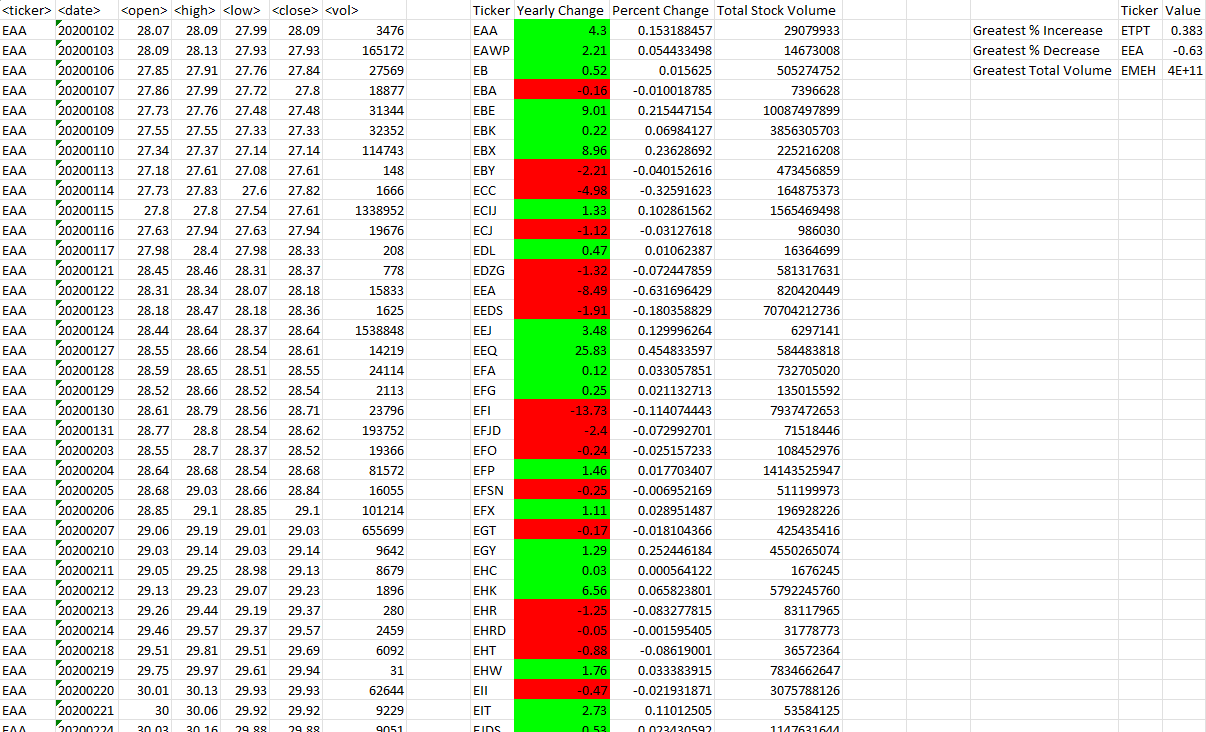 <ticker> <date> <open> <high> <low> <close> <vol> Ticker Yearly Change Percent Change Total Stock Volume Ticker Value
EAA 20200102 28.07 28.09 27.99 28.09 3476 EAA 4.3 0.153188457 29079933 Greatest % Incerease ETPT 0.383
EAA 20200103 28.09 28.13 27.93 27.93 165172 EAWP 2.21 0.054433498 14673008 Greatest % Decrease EEA -0.63
EAA 20200106 27.85 27.91 27.76 27.84 27569 EB 0.52 0.015625 505274752 Greatest Total Volume EMEH 4E+11
EAA 20200107 27.86 27.99 27.72 27.8 18877 EBA -0.16 -0.010018785 7396628
EAA 20200108 27.73 27.76 27.48 27.48 31344 EBE 9.01 0.215447154 10087497899
EAA 20200109 27.55 27.55 27.33 27.33 32352 EBK 0.22 0.06984127 3856305703
EAA 20200110 27.34 27.37 27.14 27.14 114743 EBX 8.96 0.23628692 225216208
EAA 20200113 27.18 27.61 27.08 27.61 148 EBY -2.21 -0.040152616 473456859
EAA 20200114 27.73 27.83 27.6 27.82 1666 ECC -4.98 -0.32591623 164875373
EAA 20200115 27.8 27.8 27.54 27.61 1338952 ECIJ 1.33 0.102861562 1565469498
EAA 20200116 27.63 27.94 27.63 27.94 19676 ECJ -1.12 -0.03127618 986030
EAA 20200117 27.98 28.4 27.98 28.33 208 EDL 0.47 0.01062387 16364699
EAA 20200121 28.45 28.46 28.31 28.37 778 EDZG -1.32 -0.072447859 581317631
EAA 20200122 28.31 28.34 28.07 28.18 15833 EEA -8.49 -0.631696429 820420449
EAA 20200123 28.18 28.47 28.18 28.36 1625 EEDS -1.91 -0.180358829 70704212736
EAA 20200124 28.44 28.64 28.37 28.64 1538848 EEJ 3.48 0.129996264 6297141
EAA 20200127 28.55 28.66 28.54 28.61 14219 EEQ 25.83 0.454833597 584483818
EAA 20200128 28.59 28.65 28.51 28.55 24114 EFA 0.12 0.033057851 732705020
EAA 20200129 28.52 28.66 28.52 28.54 2113 EFG 0.25 0.021132713 135015592
EAA 20200130 28.61 28.79 28.56 28.71 23796 EFI -13.73 -0.114074443 7937472653
EAA 20200131 28.77 28.8 28.54 28.62 193752 EFJD -2.4 -0.072992701 71518446
EAA 20200203 28.55 28.7 28.37 28.52 19366 EFO -0.24 -0.025157233 108452976
EAA 20200204 28.64 28.68 28.54 28.68 81572 EFP 1.46 0.017703407 14143525947
EAA 20200205 28.68 29.03 28.66 28.84 16055 EFSN -0.25 -0.006952169 511199973
EAA 20200206 28.85 29.1 28.85 29.1 101214 EFX 1.11 0.028951487 196928226
EAA 20200207 29.06 29.19 29.01 29.03 655699 EGT -0.17 -0.018104366 425435416
EAA 20200210 29.03 29.14 29.03 29.14 9642 EGY 1.29 0.252446184 4550265074
EAA 20200211 29.05 29.25 28.98 29.13 8679 EHC 0.03 0.000564122 1676245
EAA 20200212 29.13 29.23 29.07 29.23 1896 EHK 6.56 0.065823801 5792245760
EAA 20200213 29.26 29.44 29.19 29.37 280 EHR -1.25 -0.083277815 83117965
EAA 20200214 29.46 29.57 29.37 29.57 2459 EHRD -0.05 -0.001595405 31778773
EAA 20200218 29.51 29.81 29.51 29.69 6092 EHT -0.88 -0.08619001 36572364
EAA 20200219 29.75 29.97 29.61 29.94 31 EHW 1.76 0.033383915 7834662647
EAA 20200220 30.01 30.13 29.93 29.93 62644 EII -0.47 -0.021931871 3075788126
EAA 20200221 30 30.06 29.92 29.92 9229 EIT 2.73 0.11012505 53584125
EAA 20200224 30.03 30.16 29.88 29.88 9051 EJDS 0.53 0.023430592 1147631644